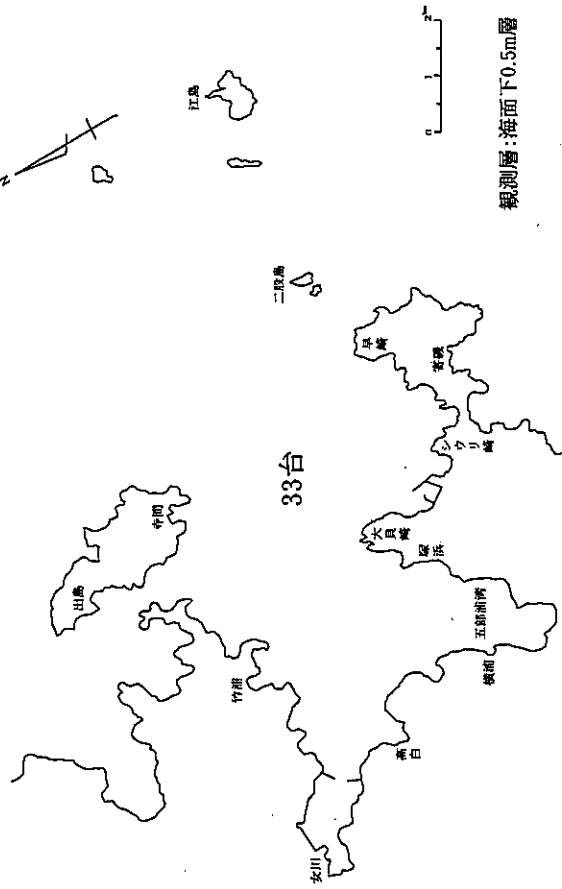 N
江島
0 1 2
観測層:海面下0.5m層
二股島
早崎
寄磯
シウリ崎
33台
寺間
出島
大貝崎
塚浜
五部浦湾
横浦
竹浦
高白
女川